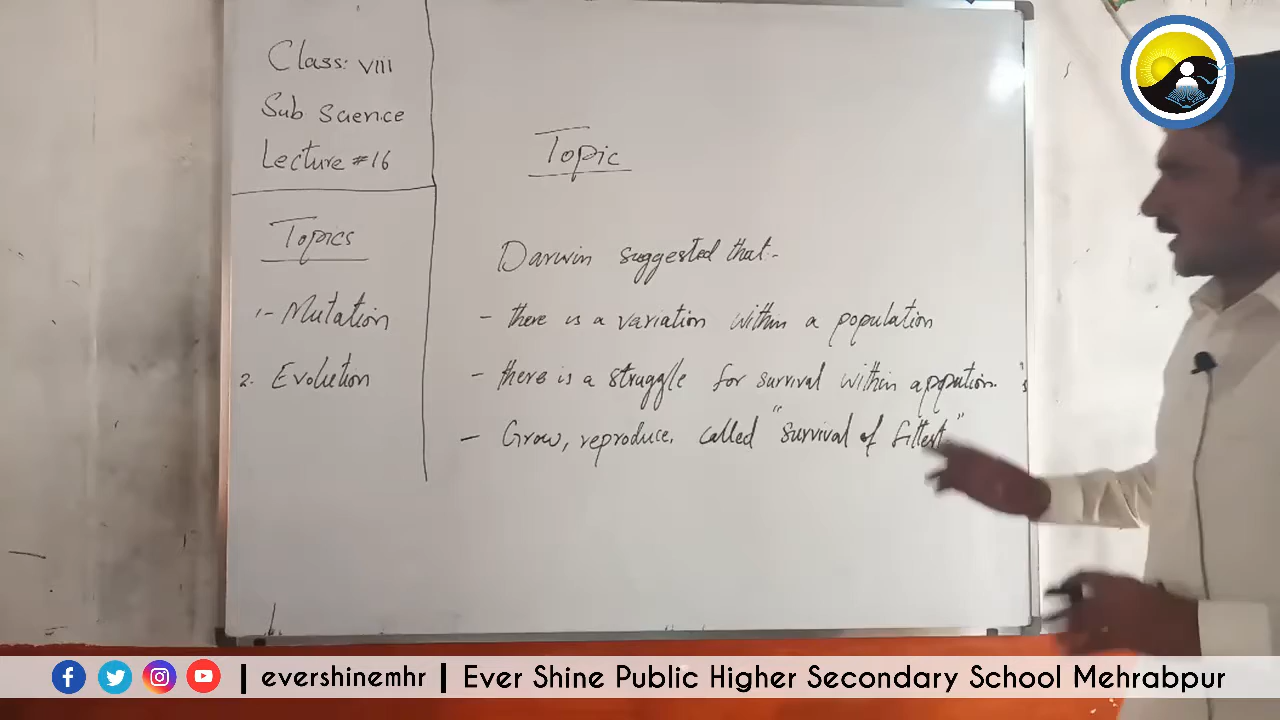 Class: VIII
Sub Science
Lecture #16
Topics
1- Mutation
2. Evolution
Topic
Darwin suggested that:-
- there is a variation within a population
- there is a struggle for survival within a popution.
- Grow, reproduce. called "survival of fittest"
| evershinemhr | Ever Shine Public Higher Secondary School Mehrabpur